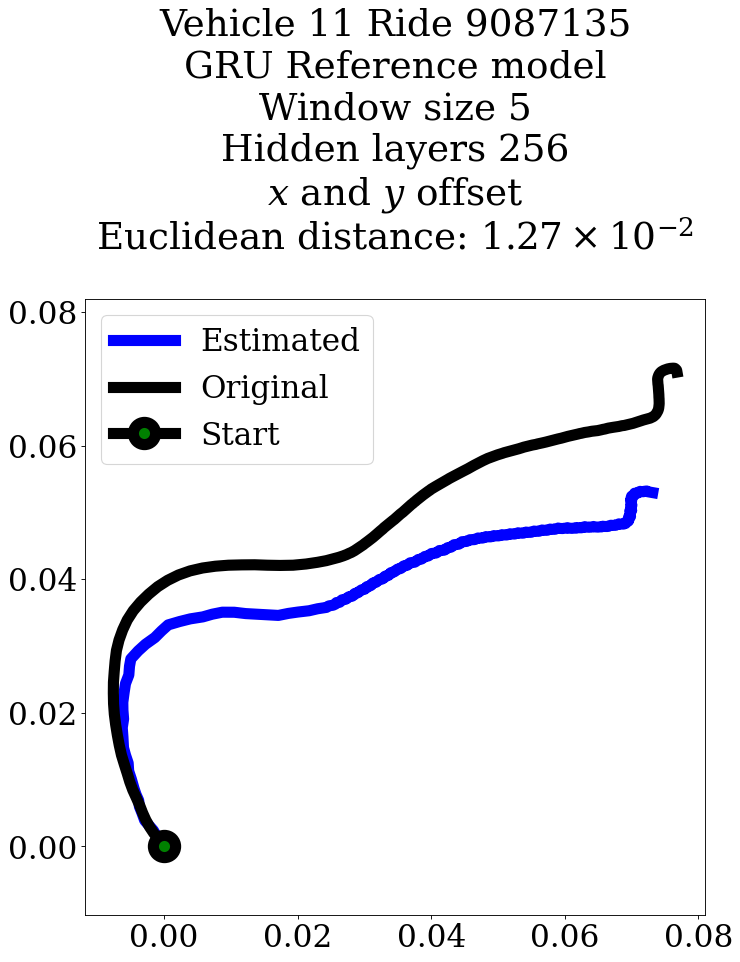 Vehicle 11 Ride 9087135
GRU Reference model
Window size 5
Hidden layers 256
x and y offset
Euclidean distance: 1.27 × 10⁻²
0.08
0.06
0.04
0.02
0.00
Estimated
Original
Start
0.00 0.02 0.04 0.06 0.08